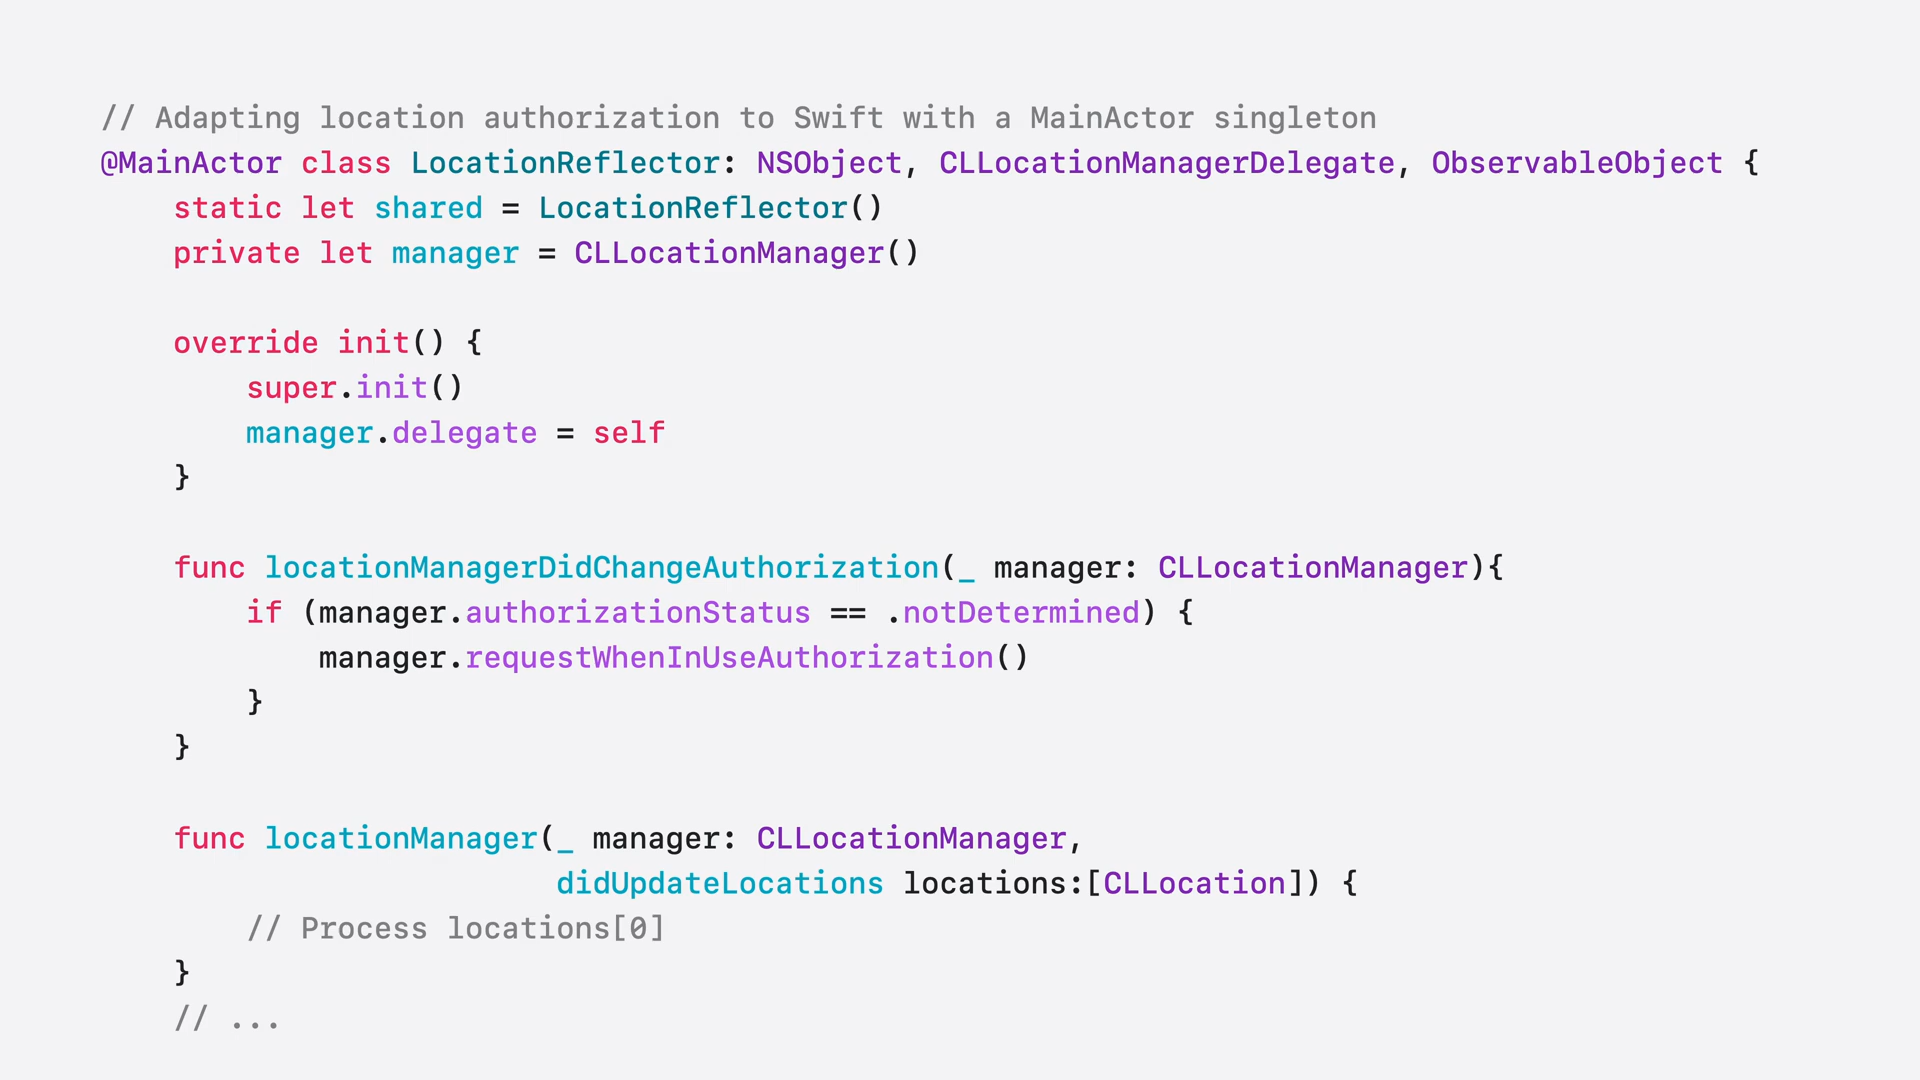 // Adapting location authorization to Swift with a MainActor singleton
@MainActor class LocationReflector: NSObject, CLLocationManagerDelegate, ObservableObject {
    static let shared = LocationReflector()
    private let manager = CLLocationManager()

    override init() {
        super.init()
        manager.delegate = self
    }

    func locationManagerDidChangeAuthorization(_ manager: CLLocationManager){
        if (manager.authorizationStatus == .notDetermined) {
            manager.requestWhenInUseAuthorization()
        }
    }

    func locationManager(_ manager: CLLocationManager,
                         didUpdateLocations locations:[CLLocation]) {
        // Process locations[0]
    }
    // ...